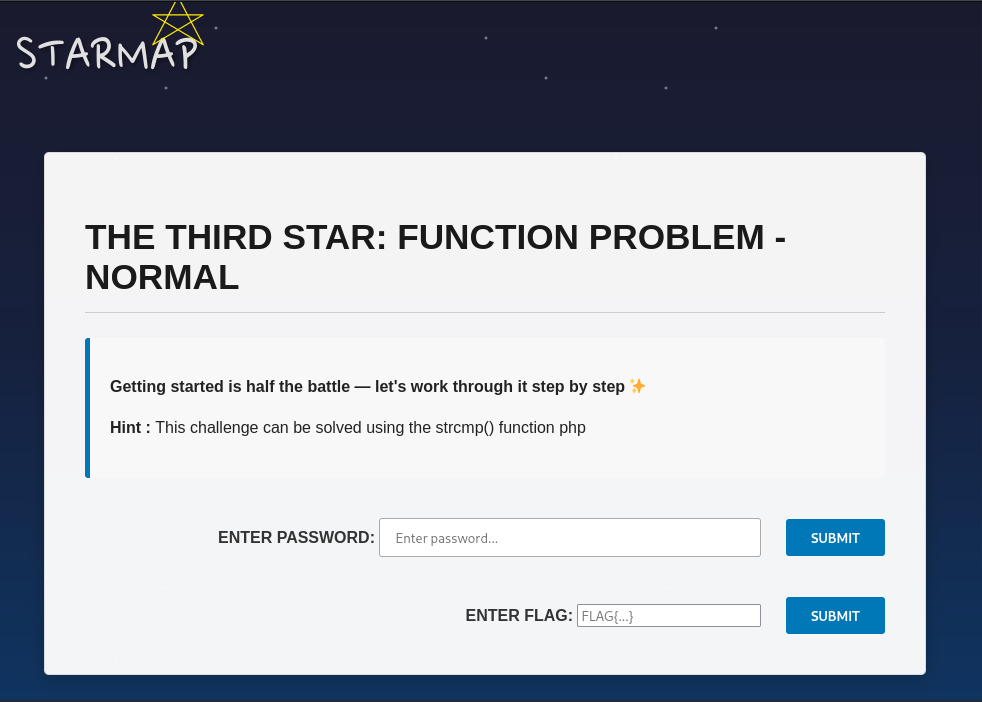 STARMAP
THE THIRD STAR: FUNCTION PROBLEM -
NORMAL
Getting started is half the battle — let's work through it step by step ✨
Hint : This challenge can be solved using the strcmp() function php
ENTER PASSWORD: Enter password... SUBMIT
ENTER FLAG: FLAG{...} SUBMIT